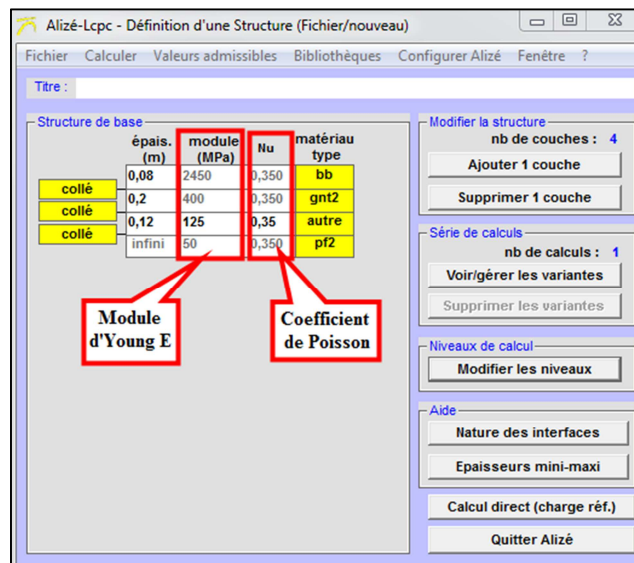 Alizé-Lcpc - Définition d'une Structure (Fichier/nouveau)
Fichier Calculer Valeurs admissibles Bibliothèques Configurer Alizé Fenêtre ?
Titre :
Structure de base
épais. (m) module (MPa) Nu matériau type
0,08 2450 0,350 bb
collé
0,2 400 0,350 gnt2
collé
0,12 125 0,35 autre
collé
infini 50 0,350 pf2
Module
d'Young E
Coefficient
de Poisson
Modifier la structure
nb de couches : 4
Ajouter 1 couche
Supprimer 1 couche
Série de calculs
nb de calculs : 1
Voir/gérer les variantes
Supprimer les variantes
Niveaux de calcul
Modifier les niveaux
Aide
Nature des interfaces
Epaisseurs mini-maxi
Calcul direct (charge réf.)
Quitter Alizé